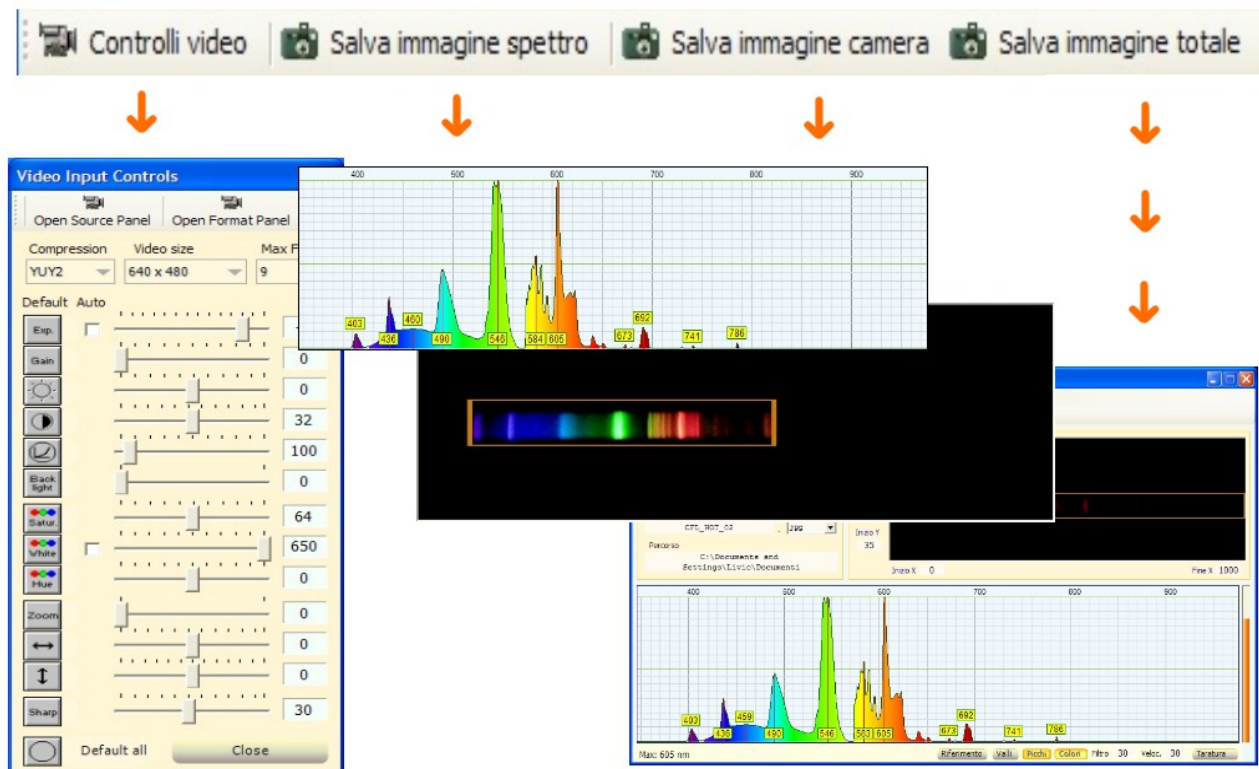 Controlli video Salva immagine spettro Salva immagine camera Salva immagine totale
Video Input Controls
Open Source Panel Open Format Panel
Compression Video size Max F
YUY2 640 x 480 9
Default Auto
Exp.
Gain 0
0
32
100
Back light 0
Satur. 64
White 650
Hue 0
Zoom 0
0
0
Sharp 30
Default all Close
400 500 600 700 800 900
403 436 460 490 546 584 605 673 692 741 786
JPG
Percorso
C:\Documents and
Settings\Livio\Documenti
Inizio Y
35
Inizio X 0 Fine X 1000
400 500 600 700 800 900
403 436 459 490 546 583 605 673 692 741 786
Max: 605 nm Riferimento Valli Picchi Colori Filtro 30 Veloc. 30 Taratura